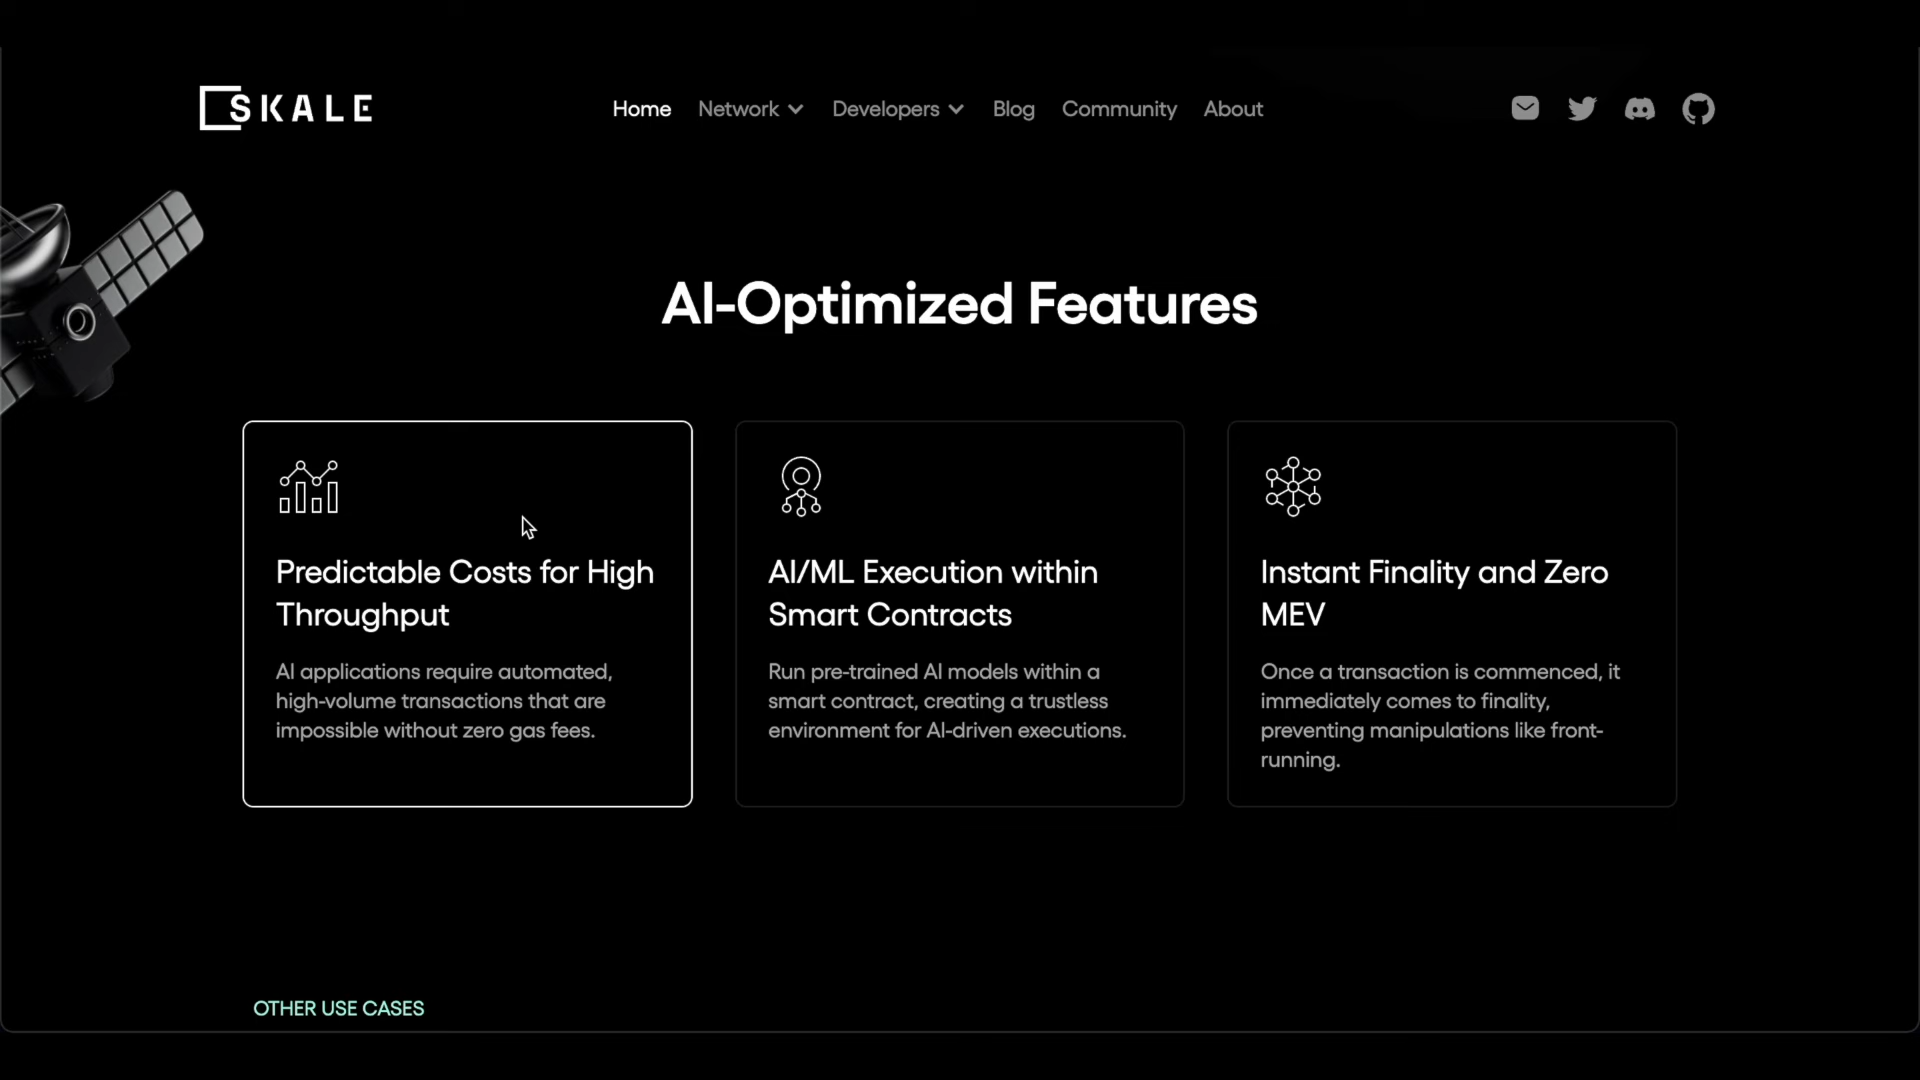 SKALE
Home Network Developers Blog Community About
AI-Optimized Features
Predictable Costs for High
Throughput
AI applications require automated,
high-volume transactions that are
impossible without zero gas fees.
AI/ML Execution within
Smart Contracts
Run pre-trained AI models within a
smart contract, creating a trustless
environment for AI-driven executions.
Instant Finality and Zero
MEV
Once a transaction is commenced, it
immediately comes to finality,
preventing manipulations like front-
running.
OTHER USE CASES